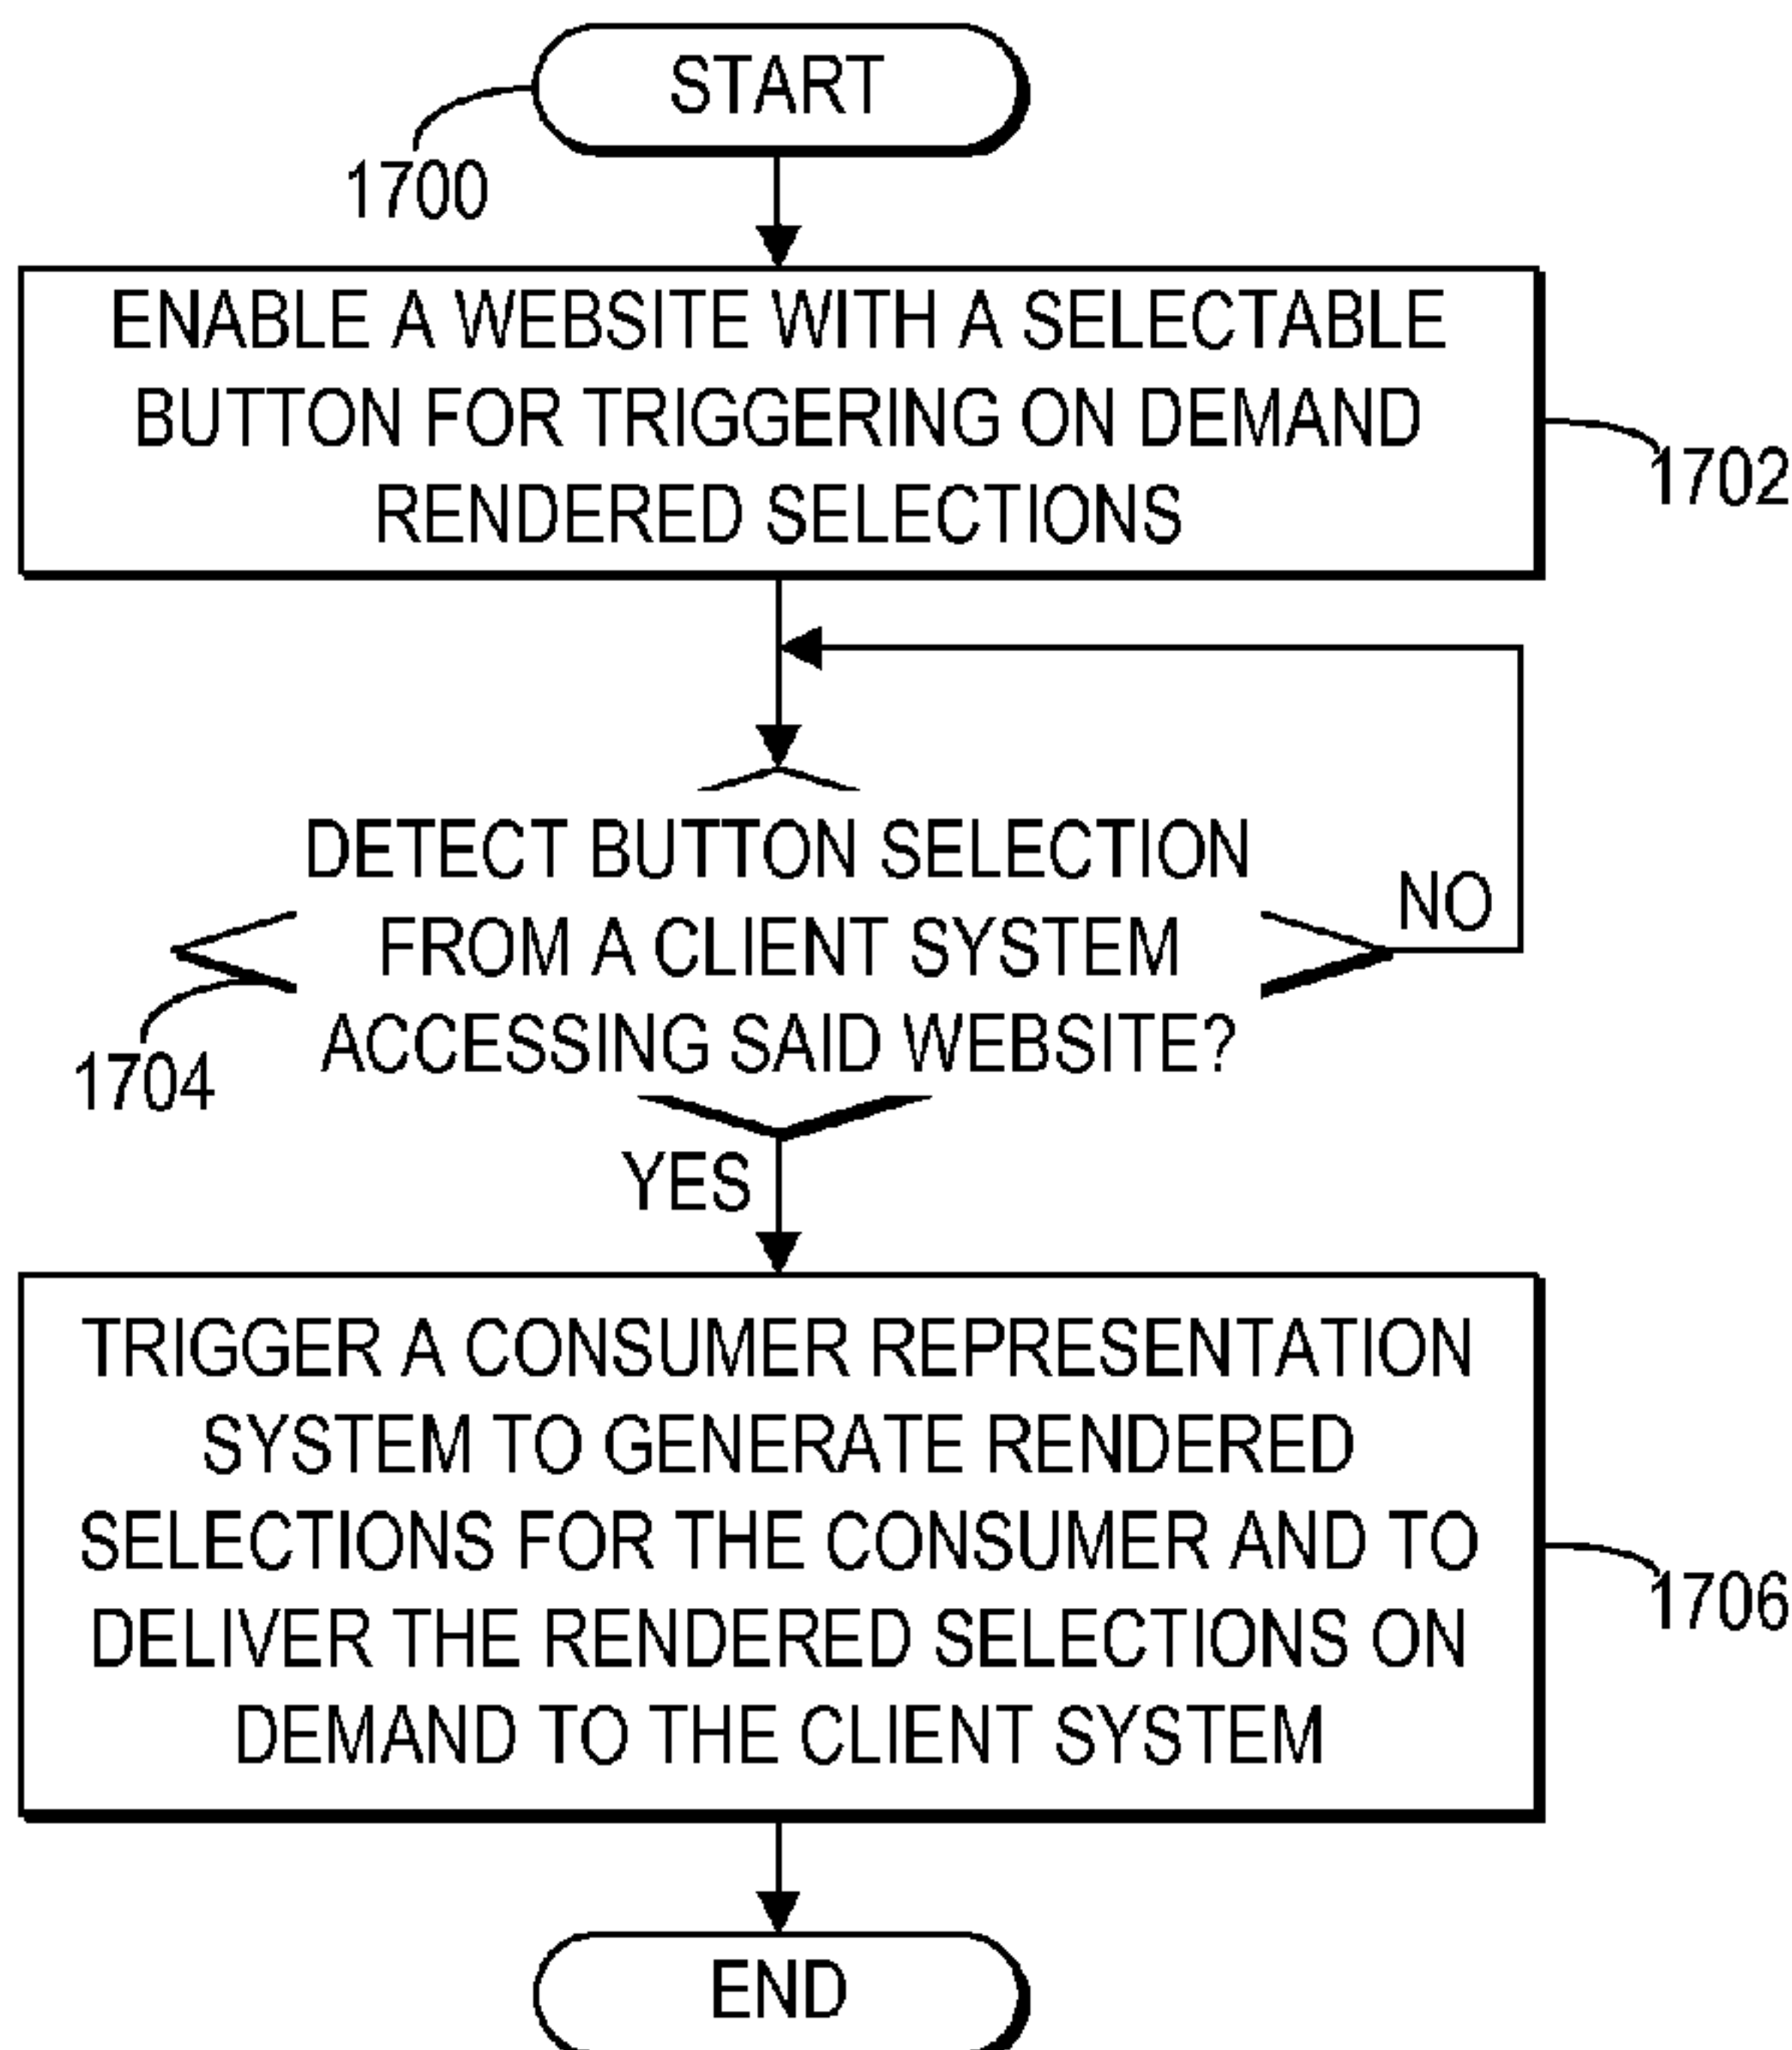 START
1700
ENABLE A WEBSITE WITH A SELECTABLE
BUTTON FOR TRIGGERING ON DEMAND
RENDERED SELECTIONS
1702
DETECT BUTTON SELECTION
FROM A CLIENT SYSTEM
ACCESSING SAID WEBSITE?
NO
1704
YES
TRIGGER A CONSUMER REPRESENTATION
SYSTEM TO GENERATE RENDERED
SELECTIONS FOR THE CONSUMER AND TO
DELIVER THE RENDERED SELECTIONS ON
DEMAND TO THE CLIENT SYSTEM
1706
END